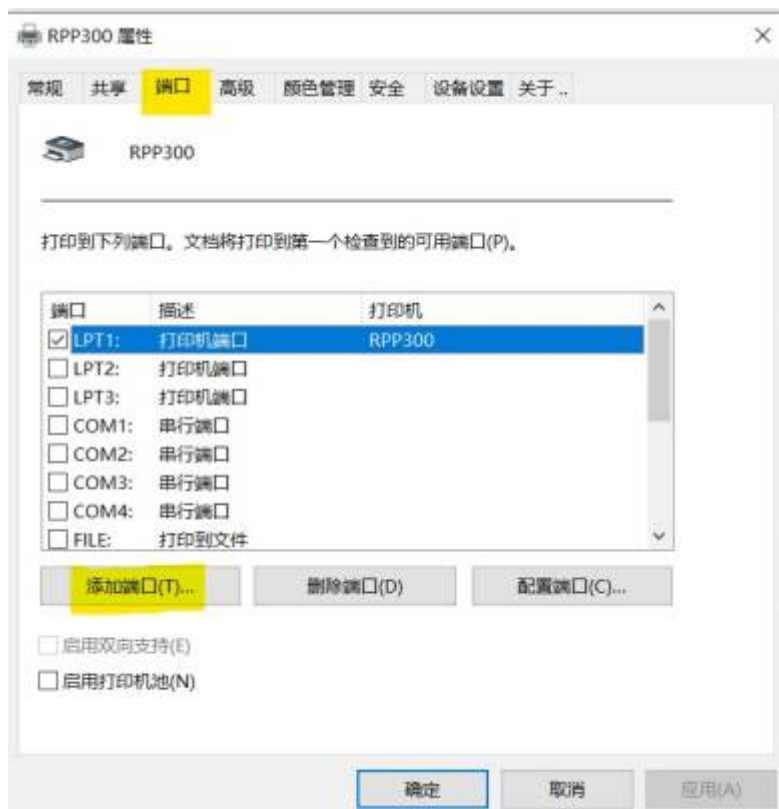 RPP300 属性
常规 共享 端口 高级 颜色管理 安全 设备设置 关于 ..
RPP300
打印到下列端口。文档将打印到第一个检查到的可用端口(P)。
端口 描述 打印机
LPT1: 打印机端口 RPP300
LPT2: 打印机端口
LPT3: 打印机端口
COM1: 串行端口
COM2: 串行端口
COM3: 串行端口
COM4: 串行端口
FILE: 打印到文件
添加端口(T)... 删除端口(D) 配置端口(C)...
启用双向支持(E)
启用打印机池(N)
确定 取消 应用(A)